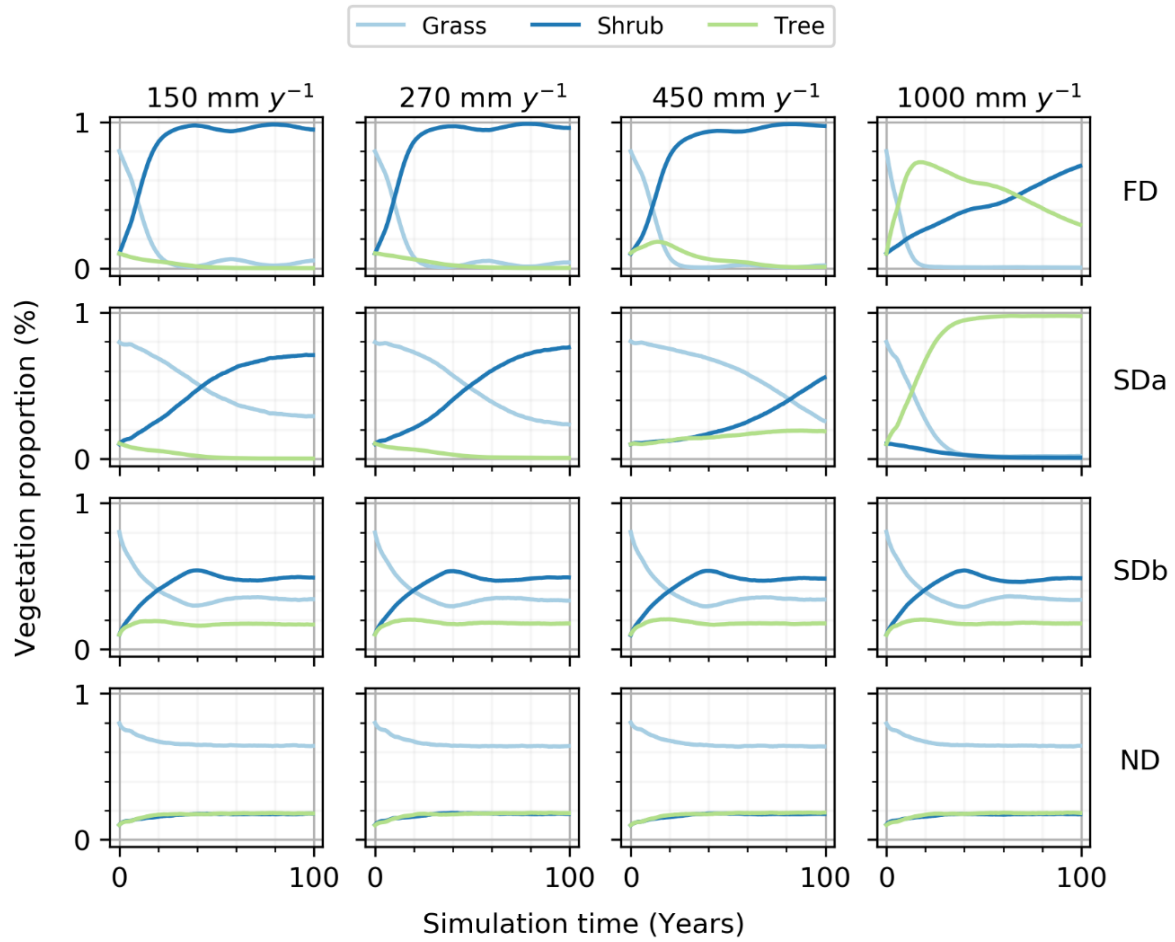 Grass Shrub Tree
150 mm y⁻¹ 270 mm y⁻¹ 450 mm y⁻¹ 1000 mm y⁻¹
1
0
FD
1
0
SDa
1
0
SDb
1
0
ND
0 100 0 100 0 100 0 100
Vegetation proportion (%)
Simulation time (Years)